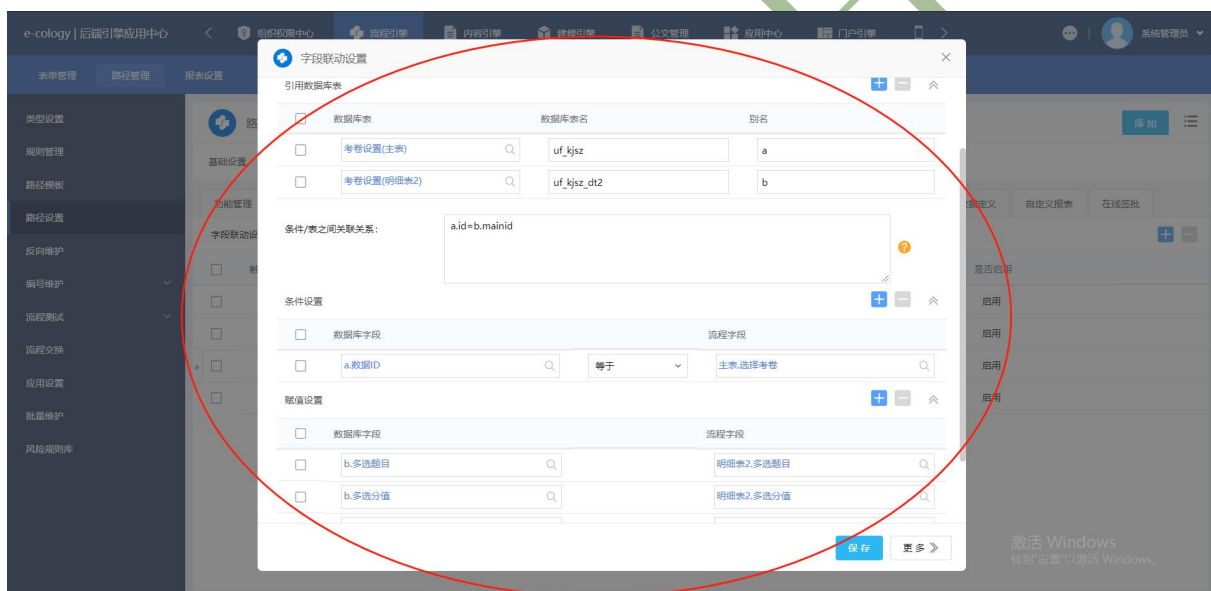 e-cology | 后端引擎应用中心
组织权限中心 流程引擎 内容引擎 建模引擎 公文管理 应用中心 门户引擎 系统管理员
表单管理 路径管理 报表设置
类型设置
规则管理
路径模板
路径设置
反向维护
编号维护
流程测试
流程交换
应用设置
批量维护
风险规则库
路
添加
基础设置
功能管理
自定义报表 在线签批
字段联动设
是否启用
启用
启用
启用
启用
字段联动设置
引用数据库表
数据库表 数据库表名 别名
考卷设置(主表) uf_kjsz a
考卷设置(明细表2) uf_kjsz_dt2 b
条件/表之间关联关系: a.id=b.mainid
条件设置
数据库字段 流程字段
a.数据ID 等于 主表.选择考卷
赋值设置
数据库字段 流程字段
b.多选题目 明细表2.多选题目
b.多选分值 明细表2.多选分值
保存 更多
激活 Windows
转到"设置"以激活 Windows。